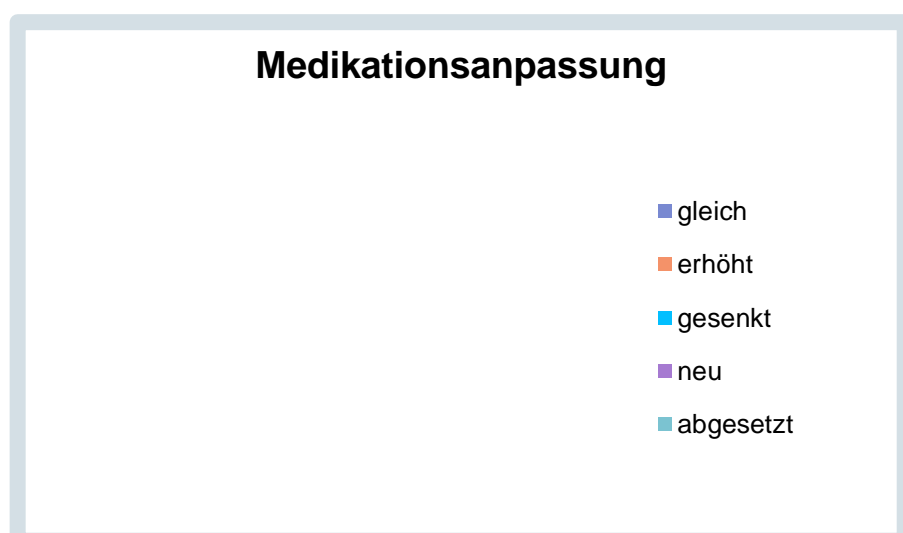 Medikationsanpassung
gleich
erhöht
gesenkt
neu
abgesetzt